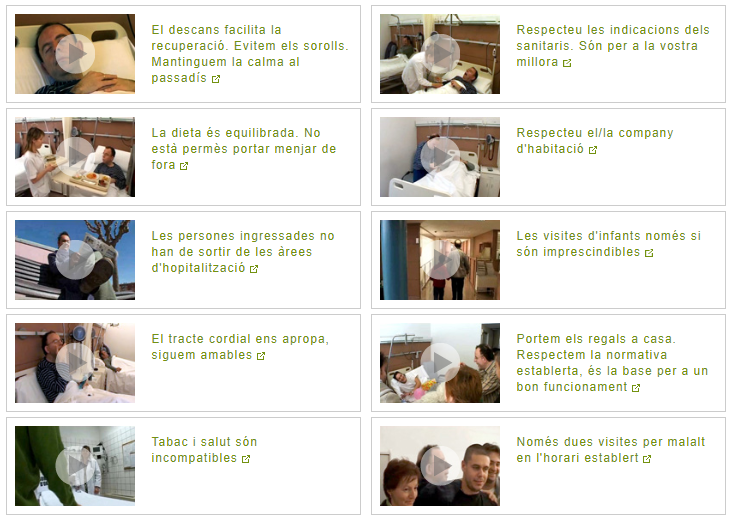 El descans facilita la
recuperació. Evitem els sorolls.
Mantinguem la calma al
passadís
Respecteu les indicacions dels
sanitaris. Són per a la vostra
millora
La dieta és equilibrada. No
està permès portar menjar de
fora
Respecteu el/la company
d'habitació
Les persones ingressades no
han de sortir de les àrees
d'hopitalització
Les visites d'infants només si
són imprescindibles
El tracte cordial ens apropa,
siguem amables
Portem els regals a casa.
Respectem la normativa
establerta, és la base per a un
bon funcionament
Tabac i salut són
incompatibles
Només dues visites per malalt
en l'horari establert